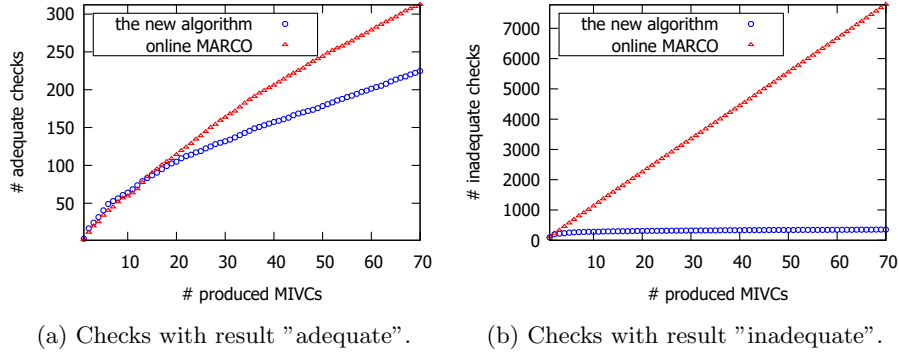 the new algorithm
online MARCO
# adequate checks
300
250
200
150
100
50
10 20 30 40 50 60 70
# produced MIVCs
(a) Checks with result "adequate".
the new algorithm
online MARCO
# inadequate checks
7000
6000
5000
4000
3000
2000
1000
0
10 20 30 40 50 60 70
# produced MIVCs
(b) Checks with result "inadequate".